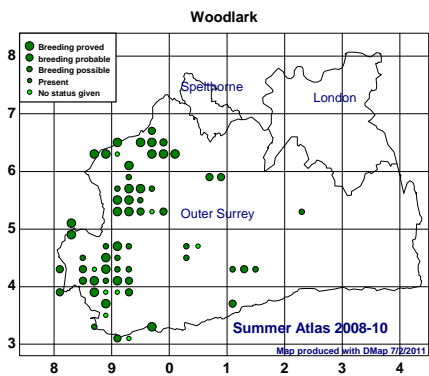 Woodlark
Breeding proved
breeding probable
Breeding possible
Present
No status given
Spelthorne
London
Outer Surrey
Summer Atlas 2008-10
Map produced with DMap 7/2/2011
8
7
6
5
4
3
8 9 0 1 2 3 4